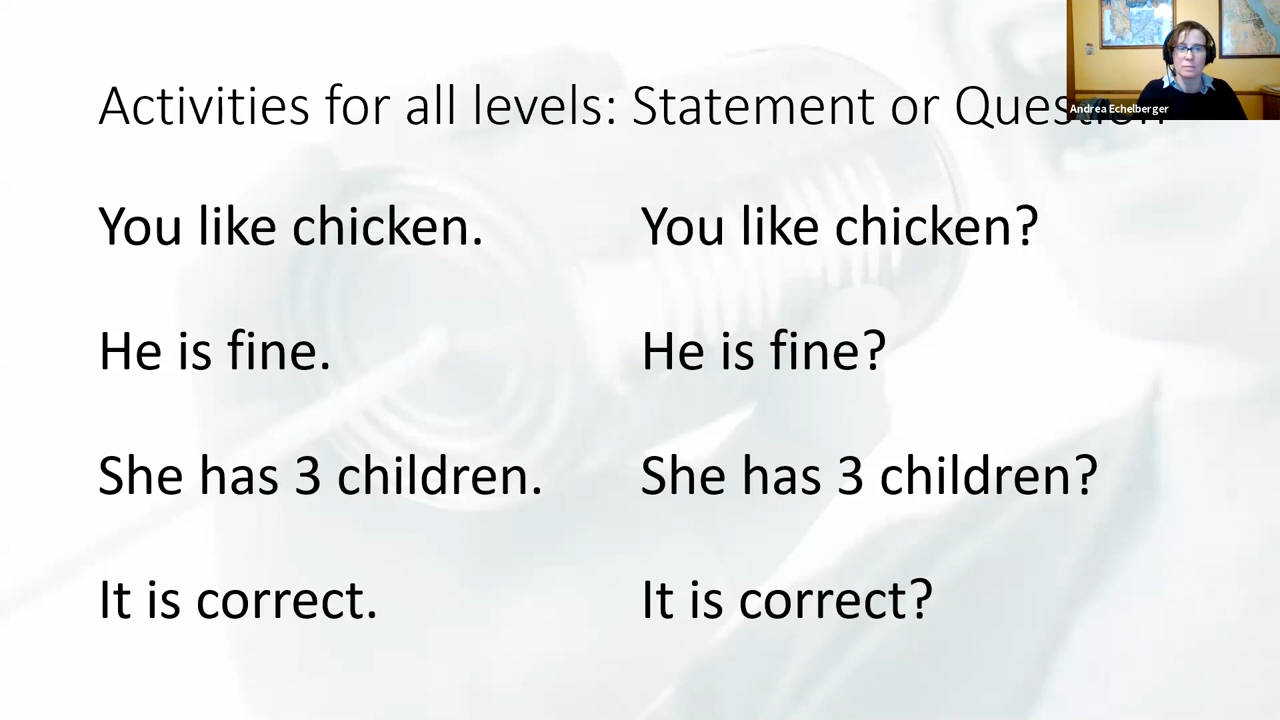 Activities for all levels: Statement or Question
Andrea Echelberger
You like chicken.
You like chicken?
He is fine.
He is fine?
She has 3 children.
She has 3 children?
It is correct.
It is correct?